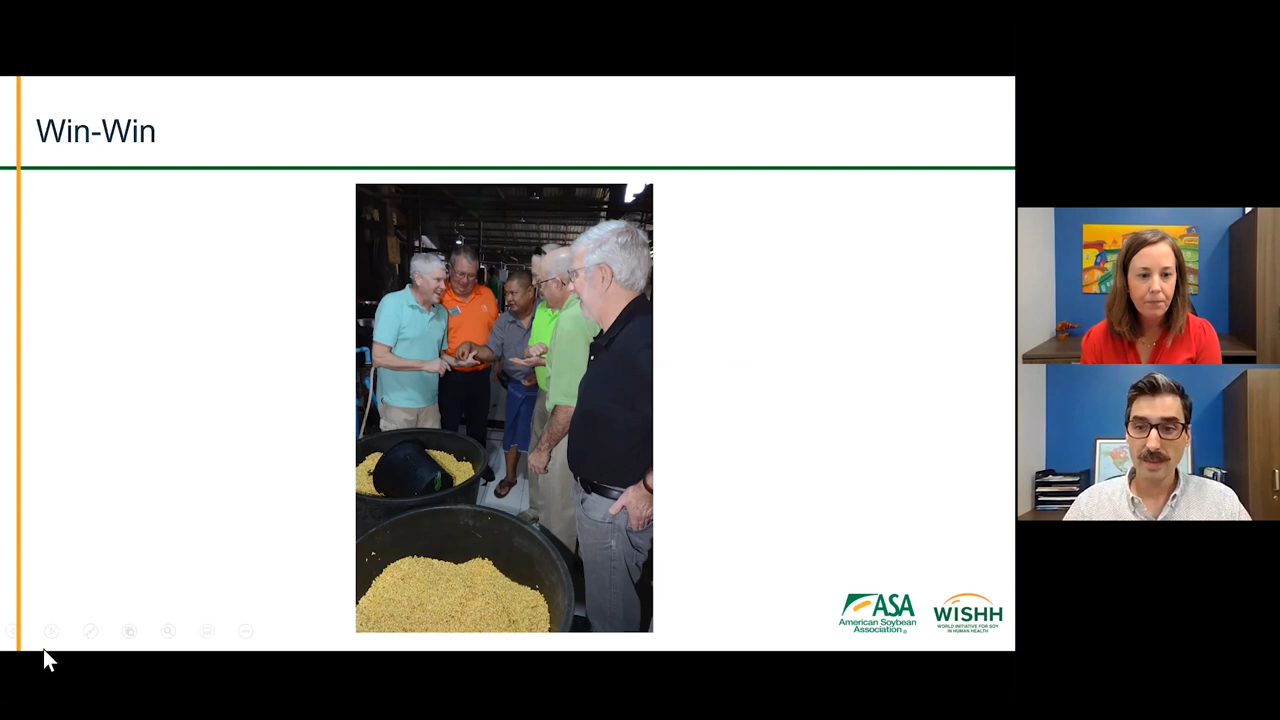 Win-Win
ASA
American Soybean
Association®
WISHH
WORLD INITIATIVE FOR SOY
IN HUMAN HEALTH